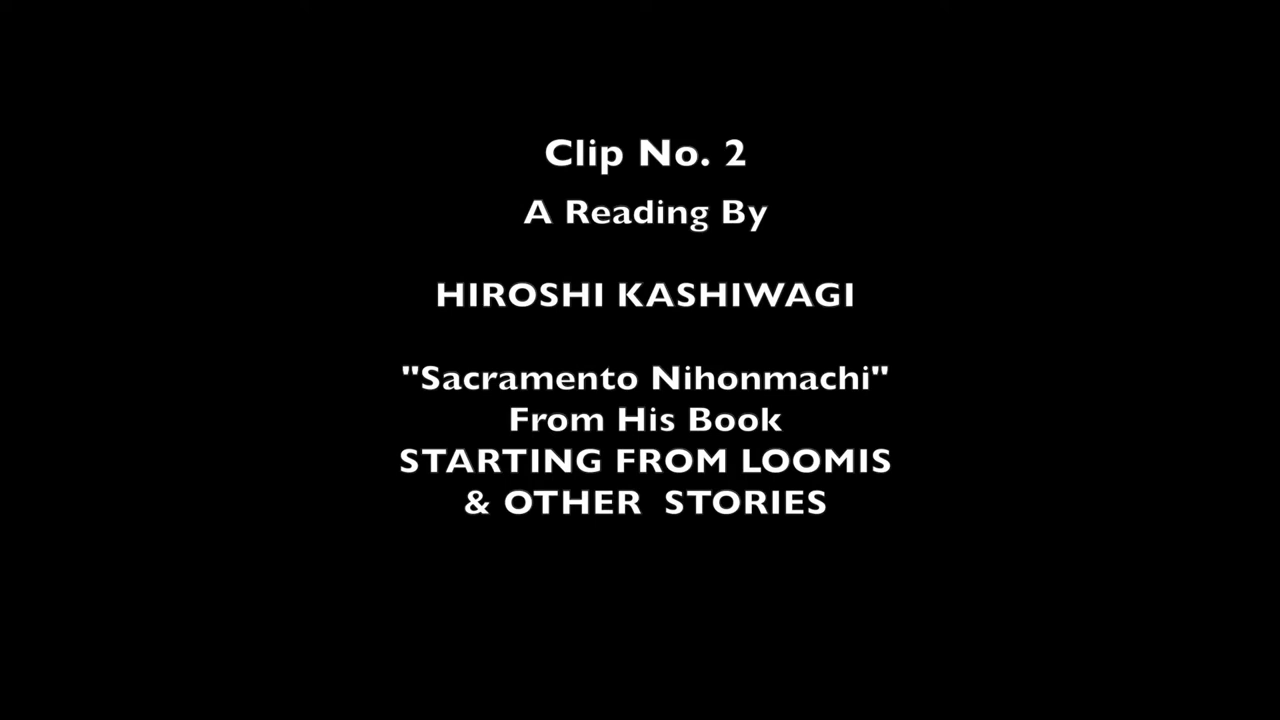 Clip No. 2
A Reading By
HIROSHI KASHIWAGI
"Sacramento Nihonmachi"
From His Book
STARTING FROM LOOMIS
& OTHER  STORIES